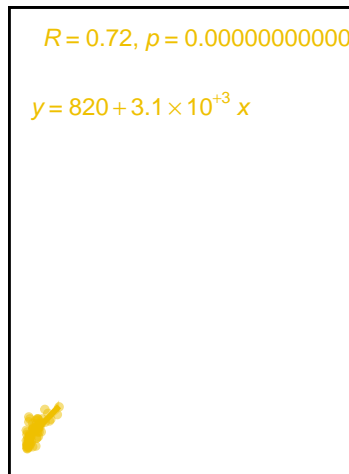 R = 0.72, p = 0.00000000000
y = 820 + 3.1 × 10⁺³ x